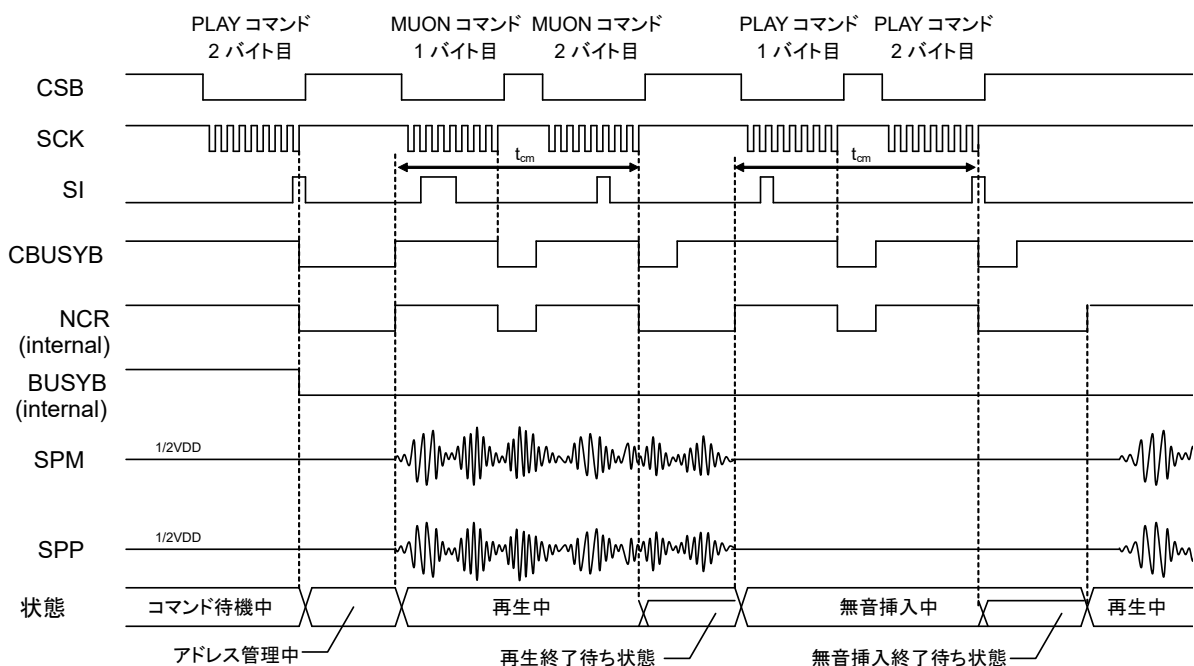 PLAY コマンド
2 バイト目
MUON コマンド
1 バイト目
MUON コマンド
2 バイト目
PLAY コマンド
1 バイト目
PLAY コマンド
2 バイト目
CSB
SCK
tcm
tcm
SI
CBUSYB
NCR
(internal)
BUSYB
(internal)
1/2VDD
SPM
1/2VDD
SPP
状態
コマンド待機中
再生中
無音挿入中
再生中
アドレス管理中
再生終了待ち状態
無音挿入終了待ち状態